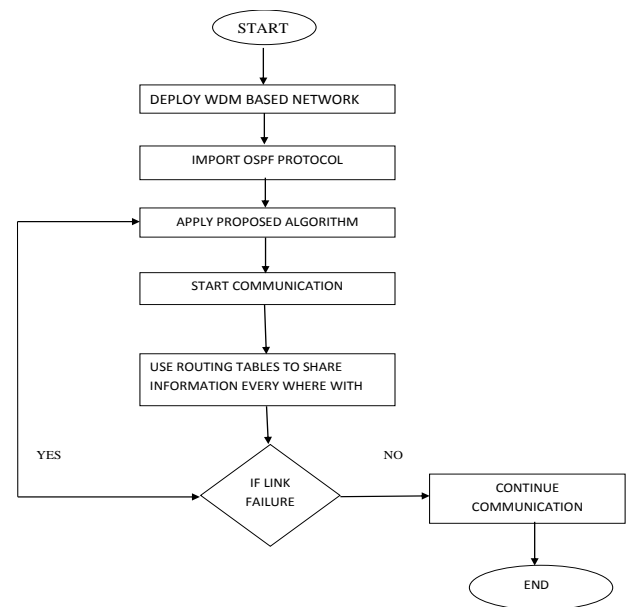 START
DEPLOY WDM BASED NETWORK
IMPORT OSPF PROTOCOL
APPLY PROPOSED ALGORITHM
START COMMUNICATION
USE ROUTING TABLES TO SHARE
INFORMATION EVERY WHERE WITH
YES
NO
IF LINK
FAILURE
CONTINUE
COMMUNICATION
END